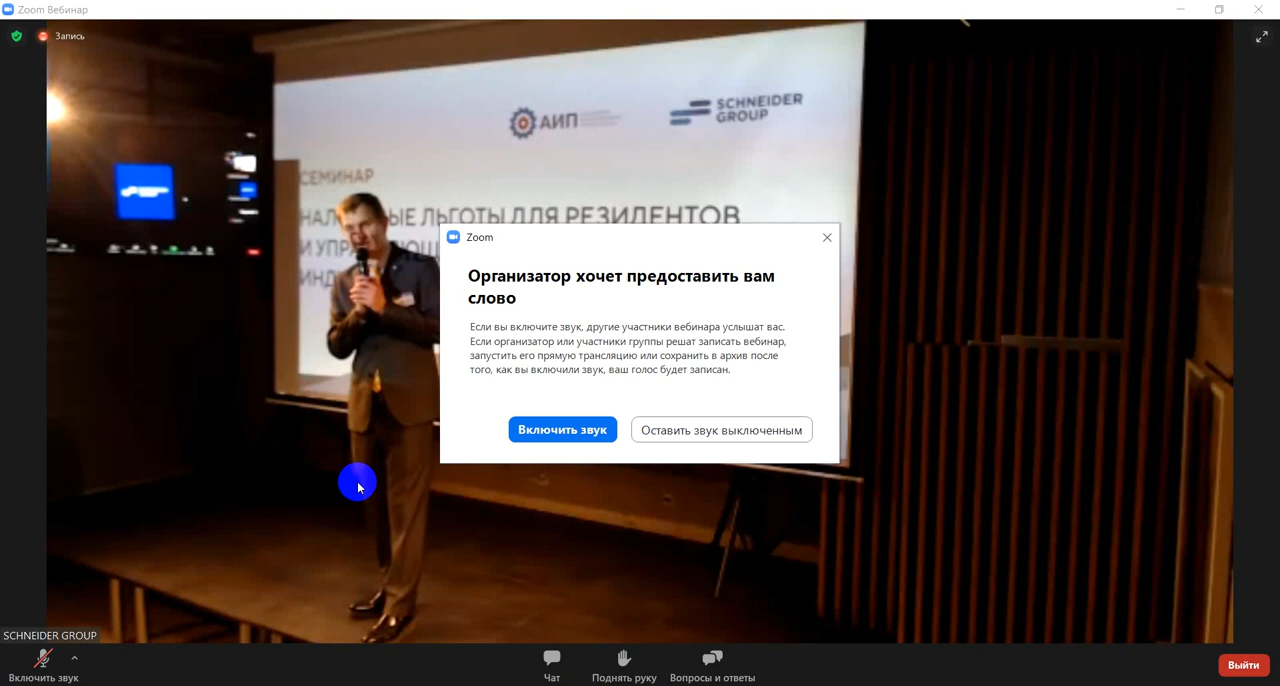 Zoom Вебинар
Запись
АИП
SCHNEIDER
GROUP
СЕМИНАР
ЛЬГОТЫ ДЛЯ РЕЗИДЕНТОВ
Zoom
Организатор хочет предоставить вам
слово
Если вы включите звук, другие участники вебинара услышат вас.
Если организатор или участники группы решат записать вебинар,
запустить его прямую трансляцию или сохранить в архив после
того, как вы включили звук, ваш голос будет записан.
Включить звук
Оставить звук выключенным
SCHNEIDER GROUP
Включить звук
Чат
Поднять руку
Вопросы и ответы
Выйти